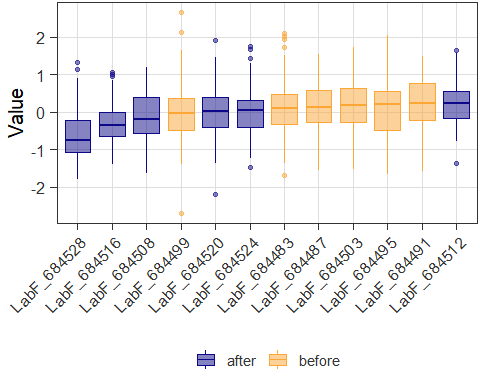 Value
2
1
0
-1
-2
LabF_684528
LabF_684516
LabF_684508
LabF_684499
LabF_684520
LabF_684524
LabF_684483
LabF_684487
LabF_684503
LabF_684495
LabF_684491
LabF_684512
after
before